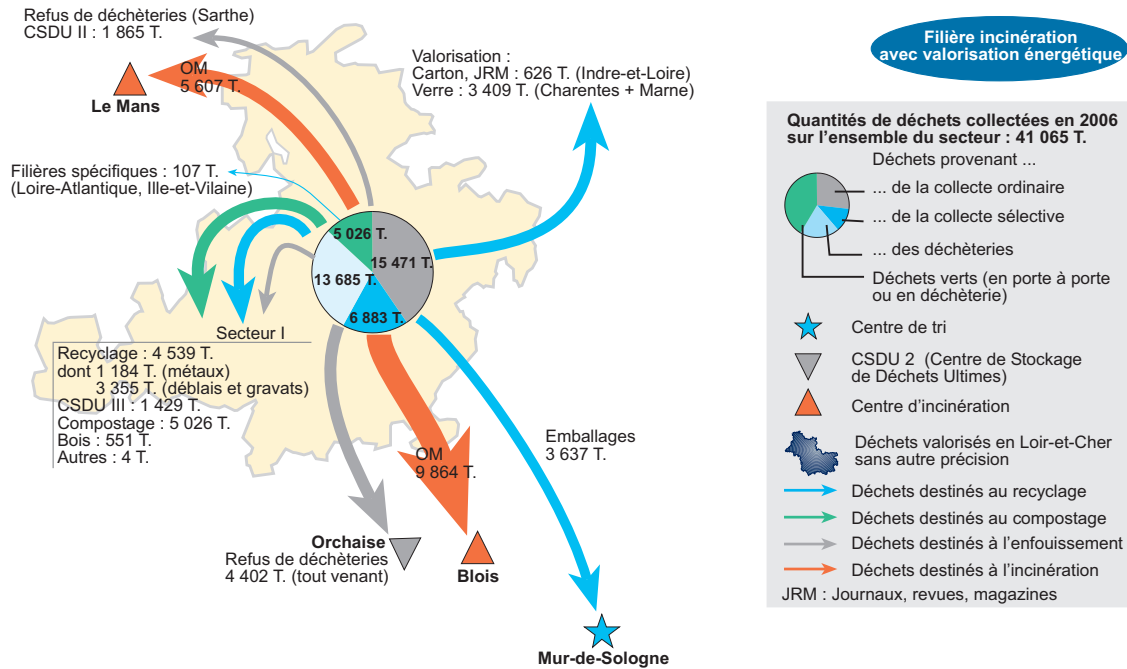 Refus de déchèteries (Sarthe)
CSDU II : 1 865 T.
OM
5 607 T.
Le Mans
Valorisation :
Carton, JRM : 626 T. (Indre-et-Loire)
Verre : 3 409 T. (Charentes + Marne)
Filières spécifiques : 107 T.
(Loire-Atlantique, Ille-et-Vilaine)
5 026 T.
15 471 T.
13 685 T.
6 883 T.
Secteur I
Recyclage : 4 539 T.
dont 1 184 T. (métaux)
3 355 T. (déblais et gravats)
CSDU III : 1 429 T.
Compostage : 5 026 T.
Bois : 551 T.
Autres : 4 T.
OM
9 864 T.
Emballages
3 637 T.
Orchaise
Refus de déchèteries
4 402 T. (tout venant)
Blois
Mur-de-Sologne
Filière incinération
avec valorisation énergétique
Quantités de déchets collectées en 2006
sur l'ensemble du secteur : 41 065 T.
Déchets provenant ...
... de la collecte ordinaire
... de la collecte sélective
... des déchèteries
Déchets verts (en porte à porte
ou en déchèterie)
Centre de tri
CSDU 2 (Centre de Stockage
de Déchets Ultimes)
Centre d'incinération
Déchets valorisés en Loir-et-Cher
sans autre précision
Déchets destinés au recyclage
Déchets destinés au compostage
Déchets destinés à l'enfouissement
Déchets destinés à l'incinération
JRM : Journaux, revues, magazines